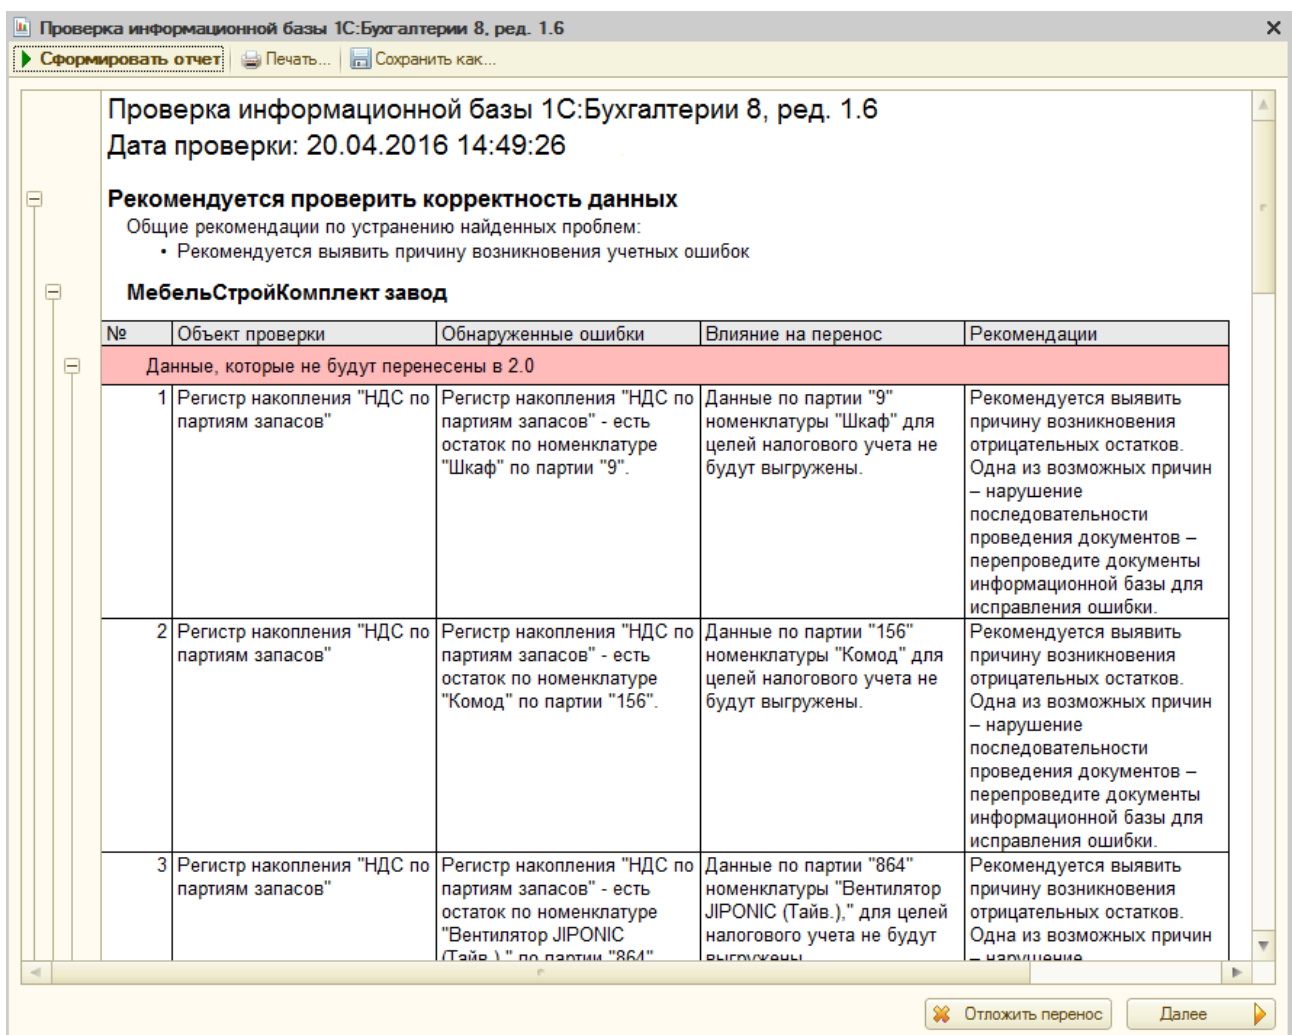 Проверка информационной базы 1С:Бухгалтерии 8, ред. 1.6
Сформировать отчет Печать... Сохранить как...
Проверка информационной базы 1С:Бухгалтерии 8, ред. 1.6
Дата проверки: 20.04.2016 14:49:26
Рекомендуется проверить корректность данных
Общие рекомендации по устранению найденных проблем:
• Рекомендуется выявить причину возникновения учетных ошибок
МебельСтройКомплект завод
№ Объект проверки Обнаруженные ошибки Влияние на перенос Рекомендации
Данные, которые не будут перенесены в 2.0
1 Регистр накопления "НДС по Регистр накопления "НДС по Данные по партии "9" Рекомендуется выявить
партиям запасов" партиям запасов" - есть номенклатуры "Шкаф" для причину возникновения
остаток по номенклатуре целей налогового учета не отрицательных остатков.
"Шкаф" по партии "9". будут выгружены. Одна из возможных причин
– нарушение
последовательности
проведения документов –
перепроведите документы
информационной базы для
исправления ошибки.
2 Регистр накопления "НДС по Регистр накопления "НДС по Данные по партии "156" Рекомендуется выявить
партиям запасов" партиям запасов" - есть номенклатуры "Комод" для причину возникновения
остаток по номенклатуре целей налогового учета не отрицательных остатков.
"Комод" по партии "156". будут выгружены. Одна из возможных причин
– нарушение
последовательности
проведения документов –
перепроведите документы
информационной базы для
исправления ошибки.
3 Регистр накопления "НДС по Регистр накопления "НДС по Данные по партии "864" Рекомендуется выявить
партиям запасов" партиям запасов" - есть номенклатуры "Вентилятор причину возникновения
остаток по номенклатуре JIPONIC (Тайв.)," для целей отрицательных остатков.
"Вентилятор JIPONIC налогового учета не будут Одна из возможных причин
(Тайв.)," по партии "864". выгружены. – нарушение
Отложить перенос Далее